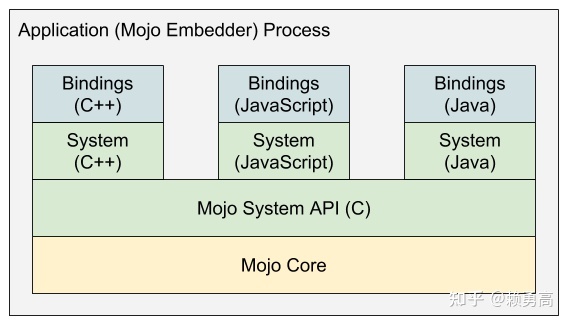 Application (Mojo Embedder) Process
Bindings
(C++)
Bindings
(JavaScript)
Bindings
(Java)
System
(C++)
System
(JavaScript)
System
(Java)
Mojo System API (C)
Mojo Core
知乎 @赖勇高